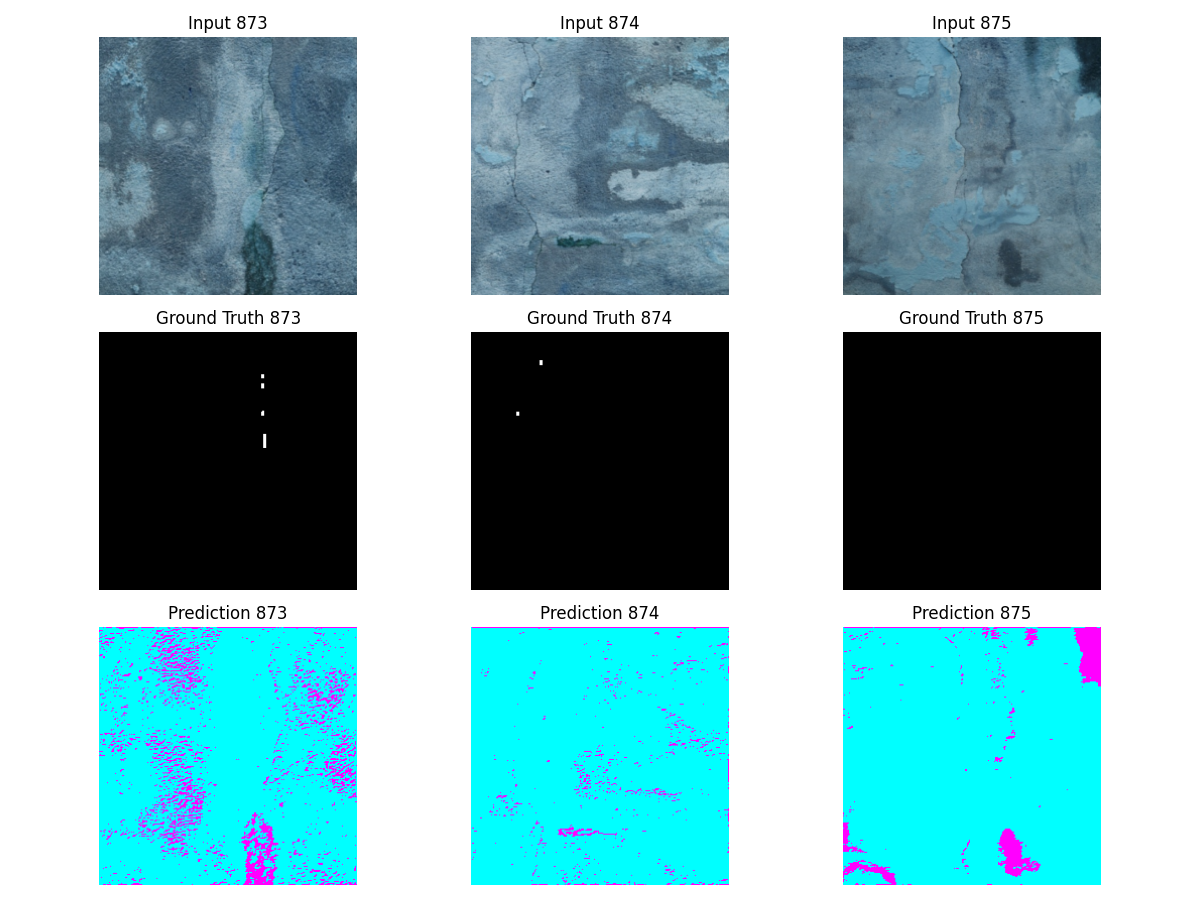 Input 873
Input 874
Input 875
Ground Truth 873
Ground Truth 874
Ground Truth 875
Prediction 873
Prediction 874
Prediction 875